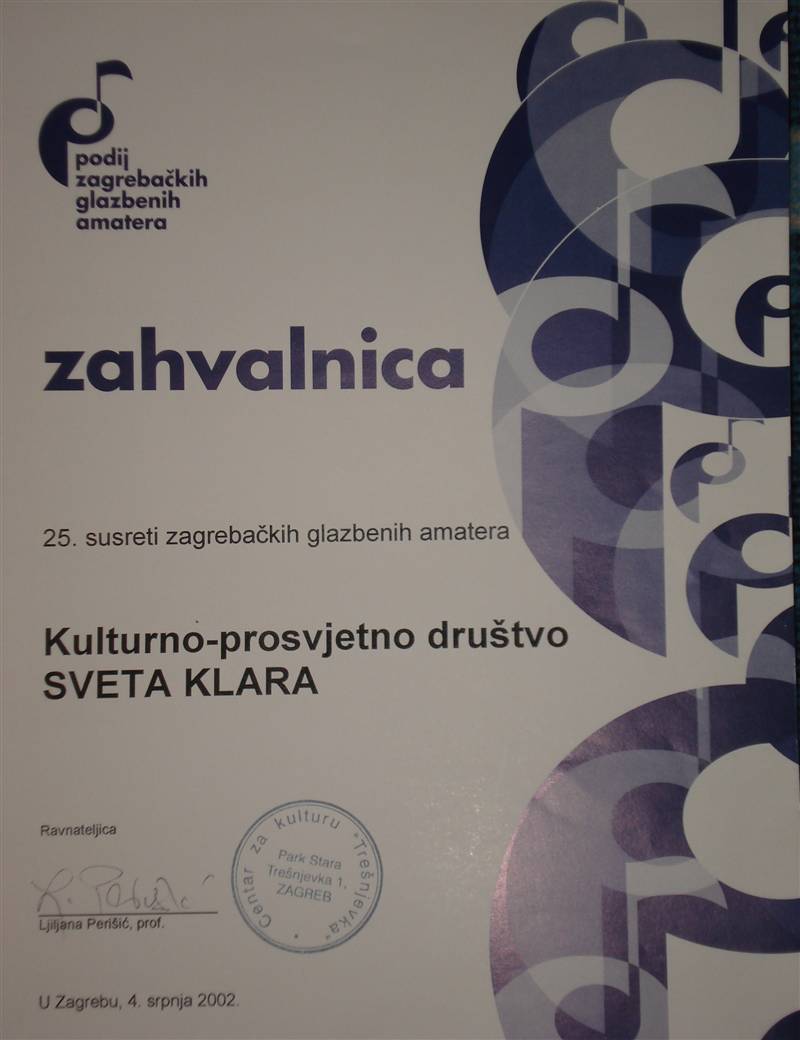 podij
zagrebačkih
glazbenih
amatera
zahvalnica
25. susreti zagrebačkih glazbenih amatera
Kulturno-prosvjetno društvo
SVETA KLARA
Ravnateljica
Ljiljana Perišić, prof.
Centar za kulturu "Trešnjevka"
Park Stara
Trešnjevka 1,
ZAGREB
U Zagrebu, 4. srpnja 2002.